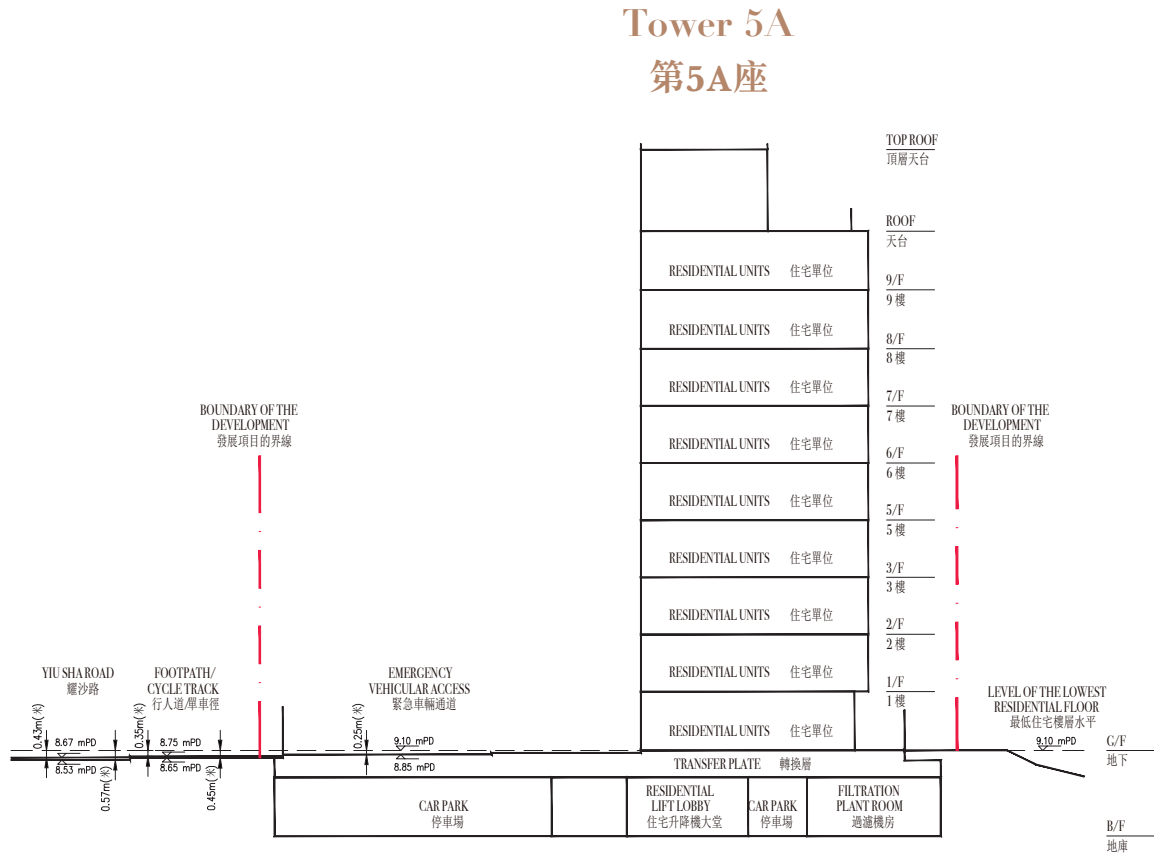 Tower 5A
第5A座
TOP ROOF
頂層天台
ROOF
天台
RESIDENTIAL UNITS 住宅單位
9/F
9 樓
RESIDENTIAL UNITS 住宅單位
8/F
8 樓
RESIDENTIAL UNITS 住宅單位
7/F
7 樓
RESIDENTIAL UNITS 住宅單位
6/F
6 樓
RESIDENTIAL UNITS 住宅單位
5/F
5 樓
RESIDENTIAL UNITS 住宅單位
3/F
3 樓
RESIDENTIAL UNITS 住宅單位
2/F
2 樓
RESIDENTIAL UNITS 住宅單位
1/F
1 樓
RESIDENTIAL UNITS 住宅單位
BOUNDARY OF THE
DEVELOPMENT
發展項目的界線
BOUNDARY OF THE
DEVELOPMENT
發展項目的界線
YIU SHA ROAD
耀沙路
FOOTPATH/
CYCLE TRACK
行人道/單車徑
EMERGENCY
VEHICULAR ACCESS
緊急車輛通道
LEVEL OF THE LOWEST
RESIDENTIAL FLOOR
最低住宅樓層水平
0.43m(米)
8.67 mPD
8.53 mPD
0.57m(米)
0.35m(米)
8.75 mPD
8.65 mPD
0.45m(米)
0.25m(米)
9.10 mPD
8.85 mPD
9.10 mPD
G/F
地下
TRANSFER PLATE 轉換層
CAR PARK
停車場
RESIDENTIAL
LIFT LOBBY
住宅升降機大堂
CAR PARK
停車場
FILTRATION
PLANT ROOM
過濾機房
B/F
地庫